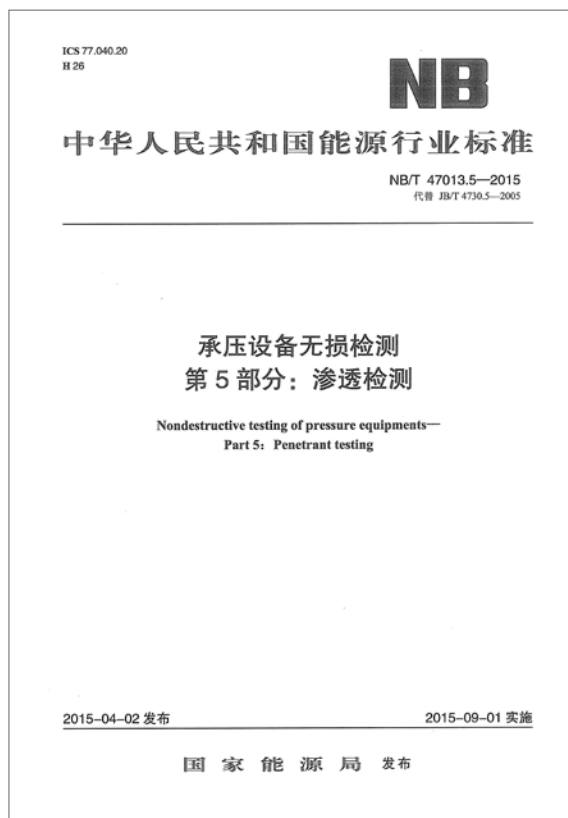 ICS 77.040.20
H 26
NB
中华人民共和国能源行业标准
NB/T 47013.5—2015
代替 JB/T 4730.5—2005
承压设备无损检测
第 5 部分：渗透检测
Nondestructive testing of pressure equipments—
Part 5: Penetrant testing
2015-04-02 发布
2015-09-01 实施
国家能源局 发布